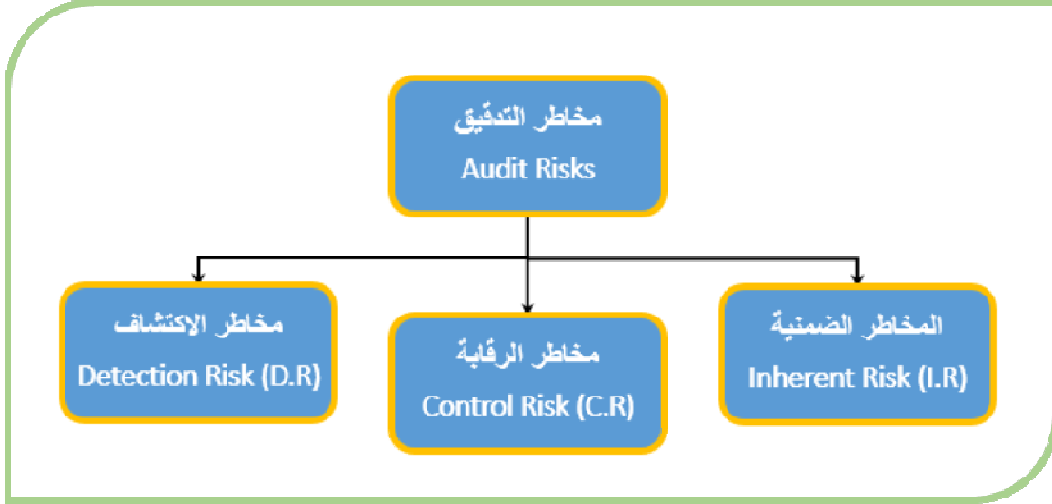 مخاطر التدقيق
Audit Risks
المخاطر الضمنية
Inherent Risk (I.R)
مخاطر الرقابة
Control Risk (C.R)
مخاطر الاكتشاف
Detection Risk (D.R)